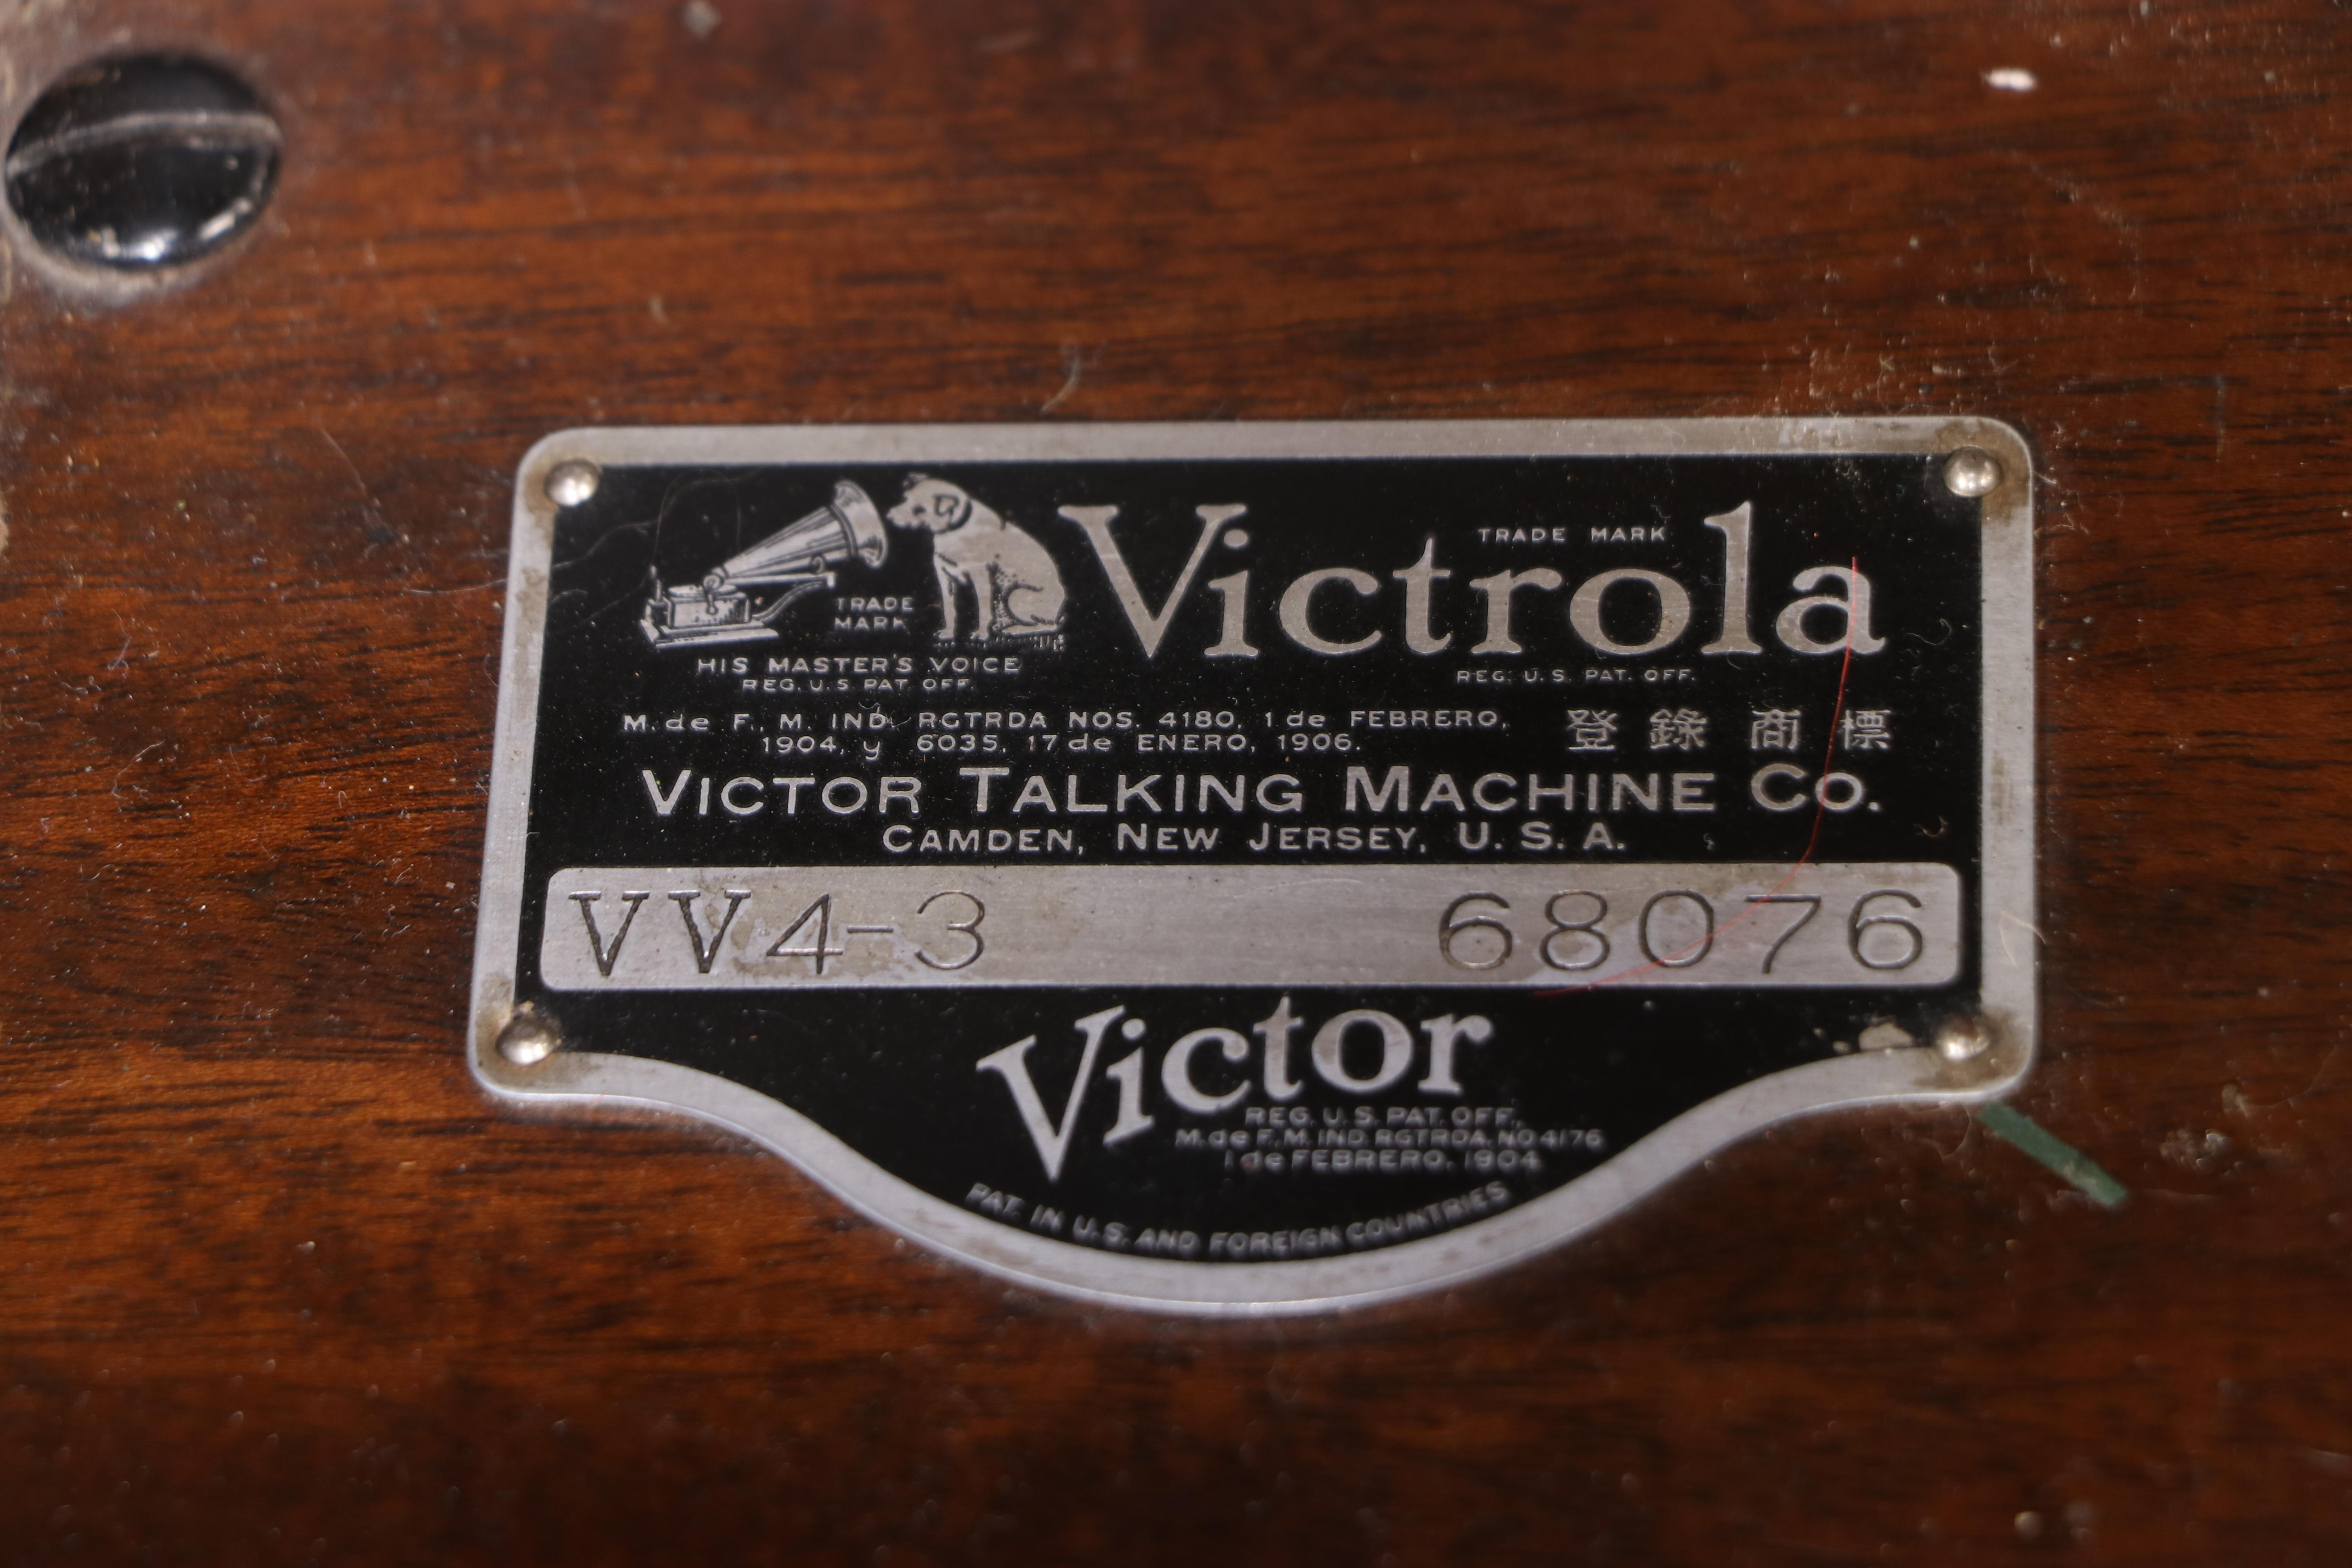 TRADE
MARK
HIS MASTER'S VOICE
REG. U.S. PAT. OFF.
TRADE MARK
Victrola
REG. U.S. PAT. OFF.
M. de F., M. IND. RGTRDA NOS. 4180, 1 de FEBRERO,
1904, y 6035, 17 de ENERO, 1906.
登錄商標
VICTOR TALKING MACHINE CO.
CAMDEN, NEW JERSEY, U.S.A.
VV4-3 68076
Victor
REG. U.S. PAT. OFF.,
M. de F. M. IND. RGTRDA. NO 4176
1 de FEBRERO, 1904
PAT. IN U.S. AND FOREIGN COUNTRIES